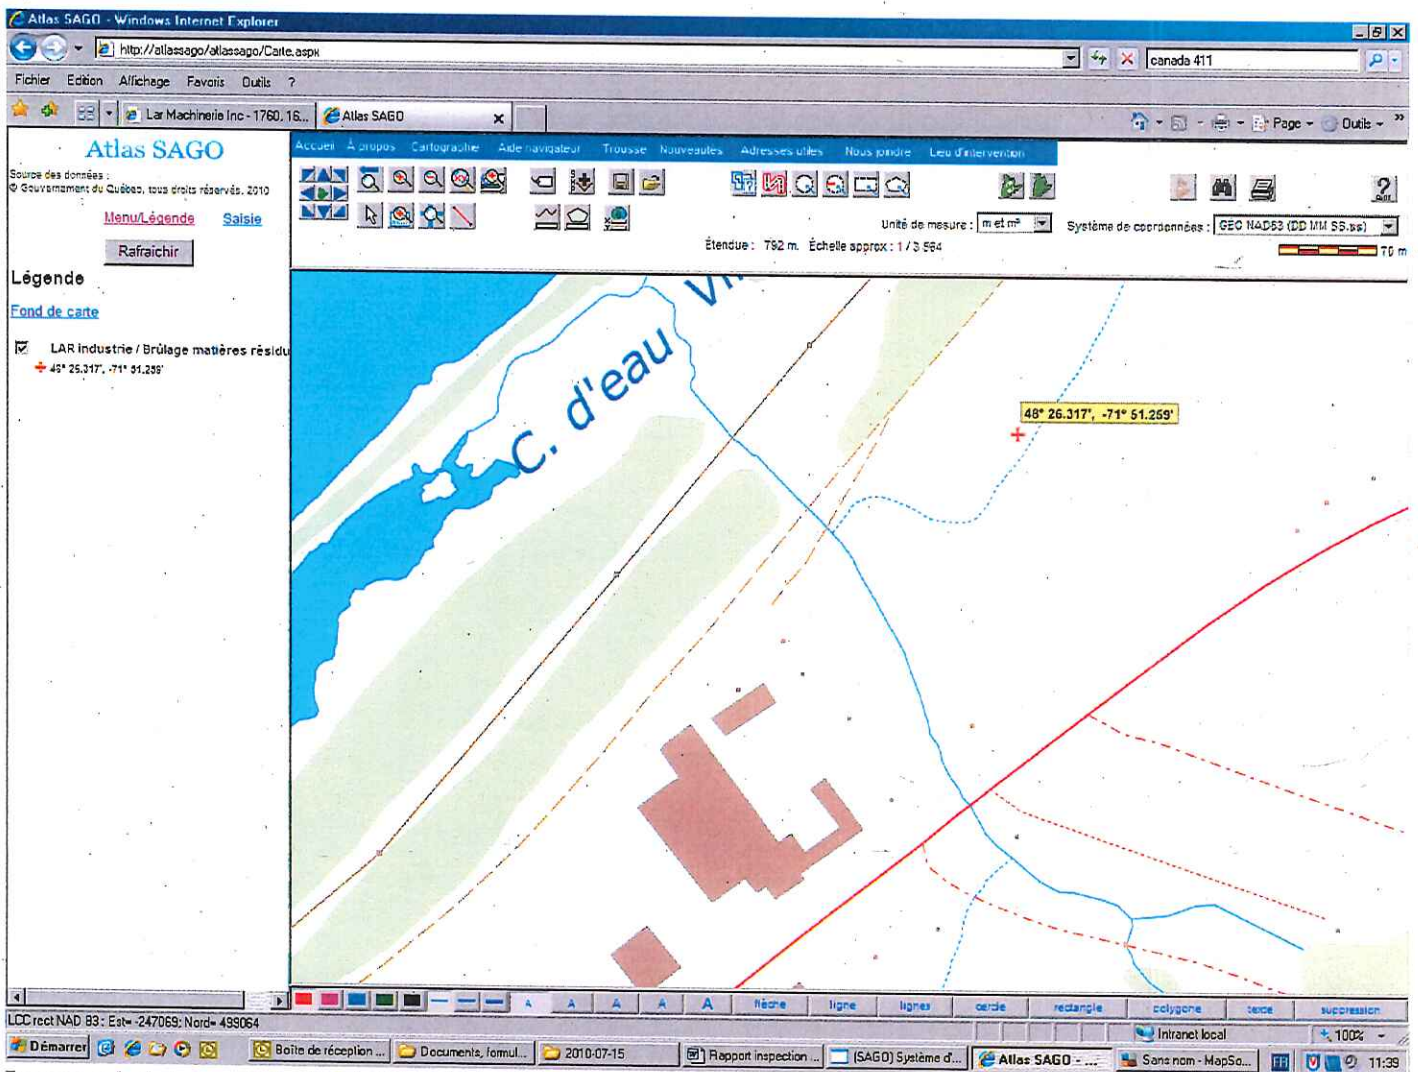 Atlas SAGO - Windows Internet Explorer
http://atlassago/atlassago/Carte.aspx
canada 411
Fichier Edition Affichage Favoris Outils ?
Lar Machinerie Inc - 1760, 16... Atlas SAGO
Page Outils
Atlas SAGO
Source des données :
© Gouvernement du Québec, tous droits réservés, 2010
Menu/Légende Saisie
Rafraîchir
Légende
Fond de carte
LAR industrie / Brûlage matières résidu
48° 26.317', -71° 51.259'
Accueil À propos Cartographie Aide navigateur Trousse Nouveautés Adresses utiles Nous joindre Lieu d'intervention
Unité de mesure : m et m² Système de coordonnées : GEO NAD83 (DD MM SS.ss)
Étendue : 792 m. Échelle approx : 1 / 3 564
70 m
C. d'eau
48° 26.317', -71° 51.259'
A A A A A flèche ligne lignes cercle rectangle polygone texte suppression
LCC rect NAD 83 : Est= -247069; Nord= 499064
Intranet local 100%
Démarrer Boîte de réception ... Documents, formul... 2010-07-15 Rapport inspection ... (SAGO) Système d'... Atlas SAGO - ... Sans nom - MapSo... FR 11:39